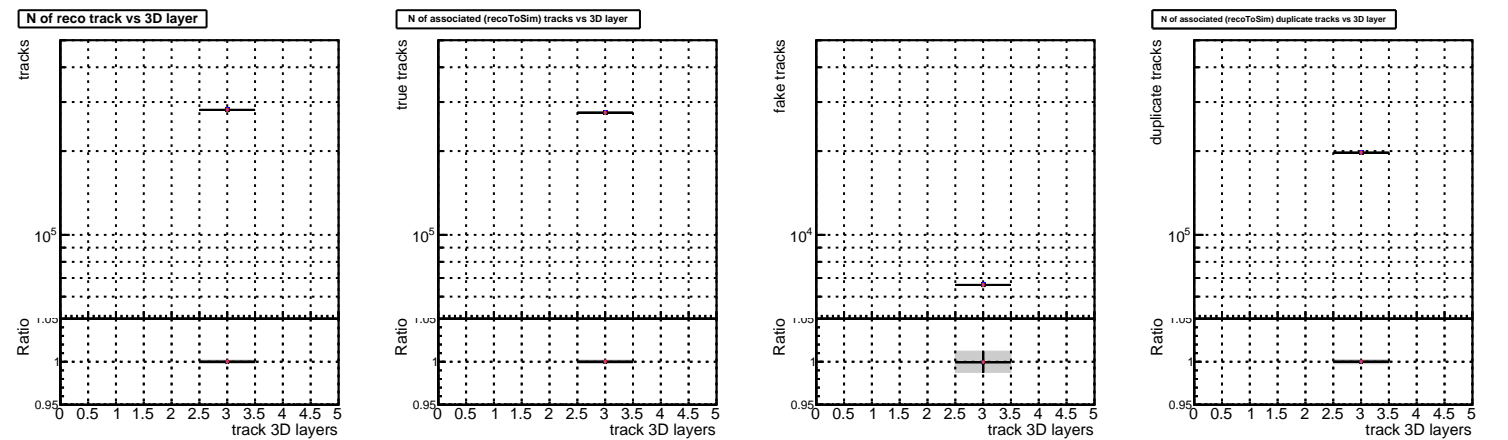 N of reco track vs 3D layer
N of associated (recoToSim) tracks vs 3D layer
N of associated (recoToSim) duplicate tracks vs 3D layer
tracks
10^5
Ratio
1.05
1
0.95
0 0.5 1 1.5 2 2.5 3 3.5 4 4.5 5
track 3D layers
true tracks
10^5
Ratio
1.05
1
0.95
0 0.5 1 1.5 2 2.5 3 3.5 4 4.5 5
track 3D layers
fake tracks
10^4
Ratio
1.05
1
0.95
0 0.5 1 1.5 2 2.5 3 3.5 4 4.5 5
track 3D layers
duplicate tracks
10^5
Ratio
1.05
1
0.95
0 0.5 1 1.5 2 2.5 3 3.5 4 4.5 5
track 3D layers